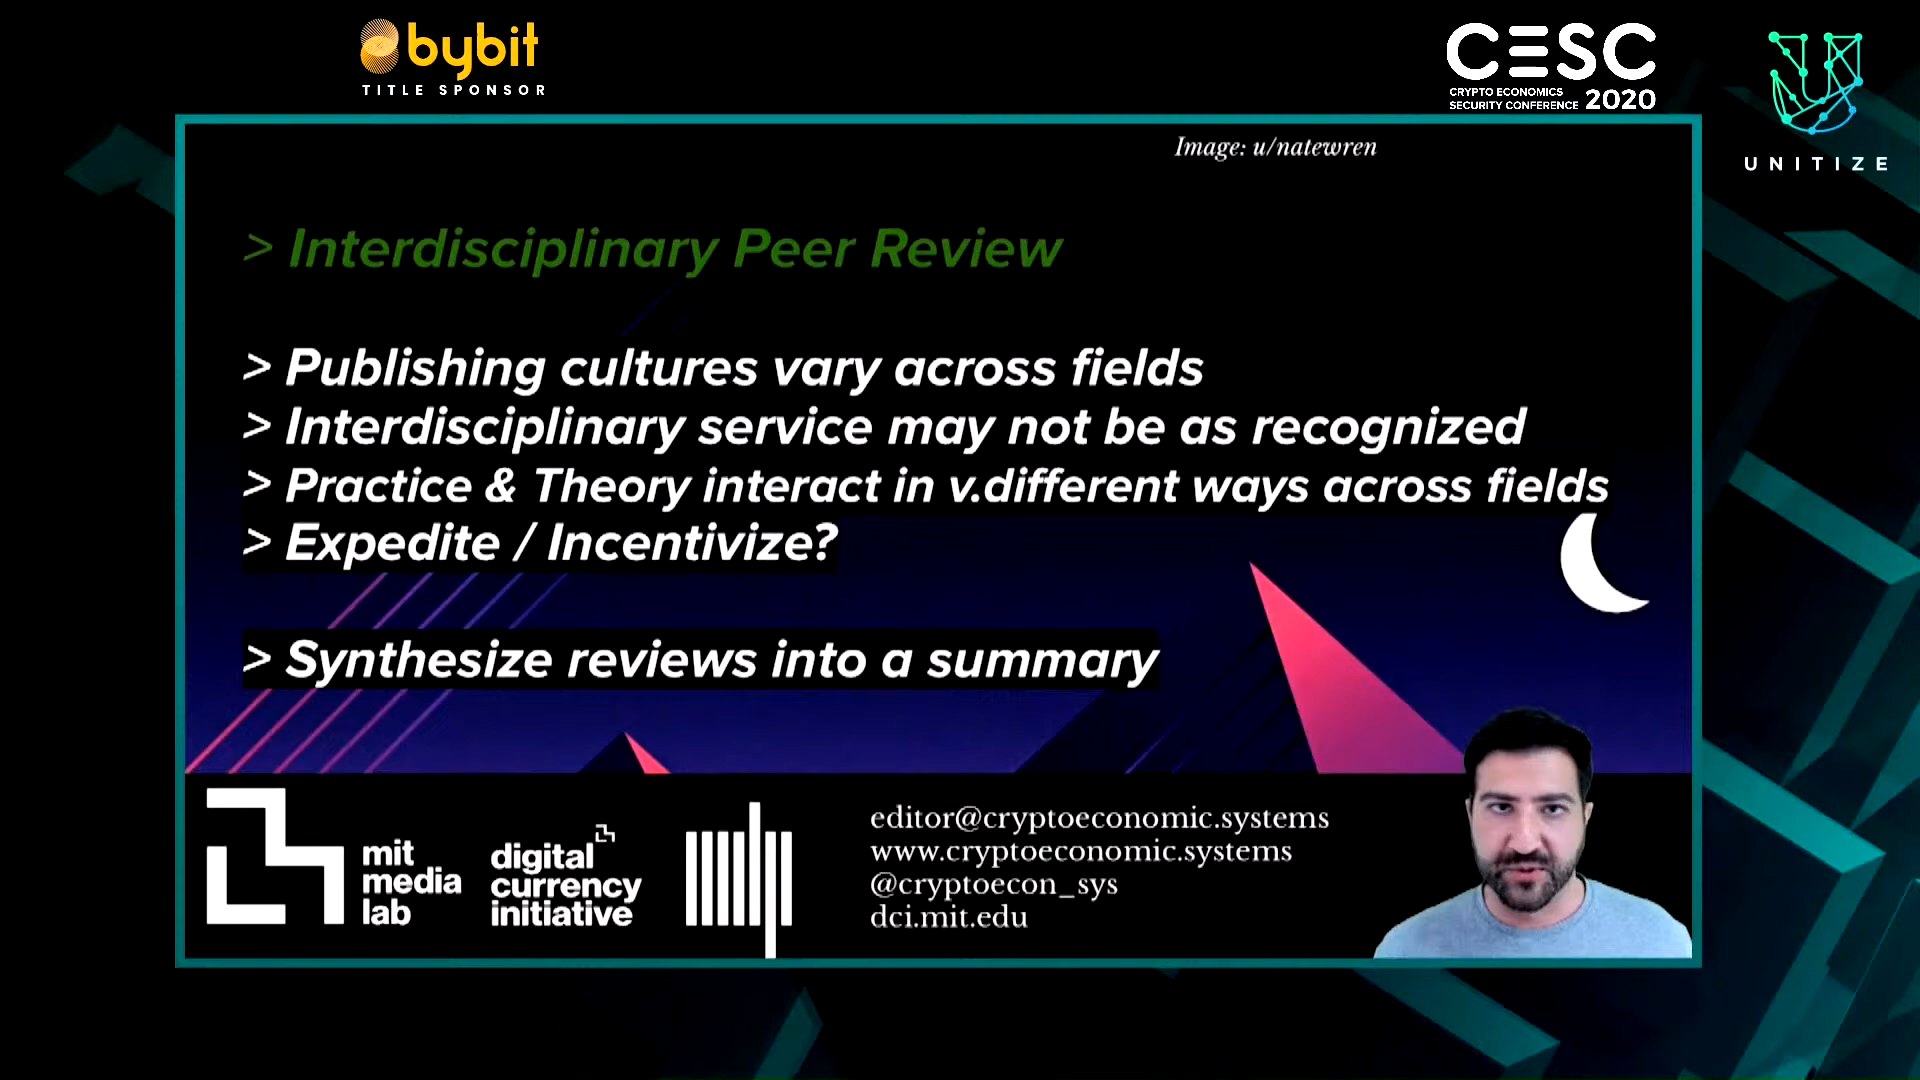 bybit
TITLE SPONSOR
CESC
CRYPTO ECONOMICS
SECURITY CONFERENCE 2020
UNITIZE
Image: u/natewren
> Interdisciplinary Peer Review
> Publishing cultures vary across fields
> Interdisciplinary service may not be as recognized
> Practice & Theory interact in v.different ways across fields
> Expedite / Incentivize?
> Synthesize reviews into a summary
mit
media
lab
digital
currency
initiative
editor@cryptoeconomic.systems
www.cryptoeconomic.systems
@cryptoecon_sys
dci.mit.edu